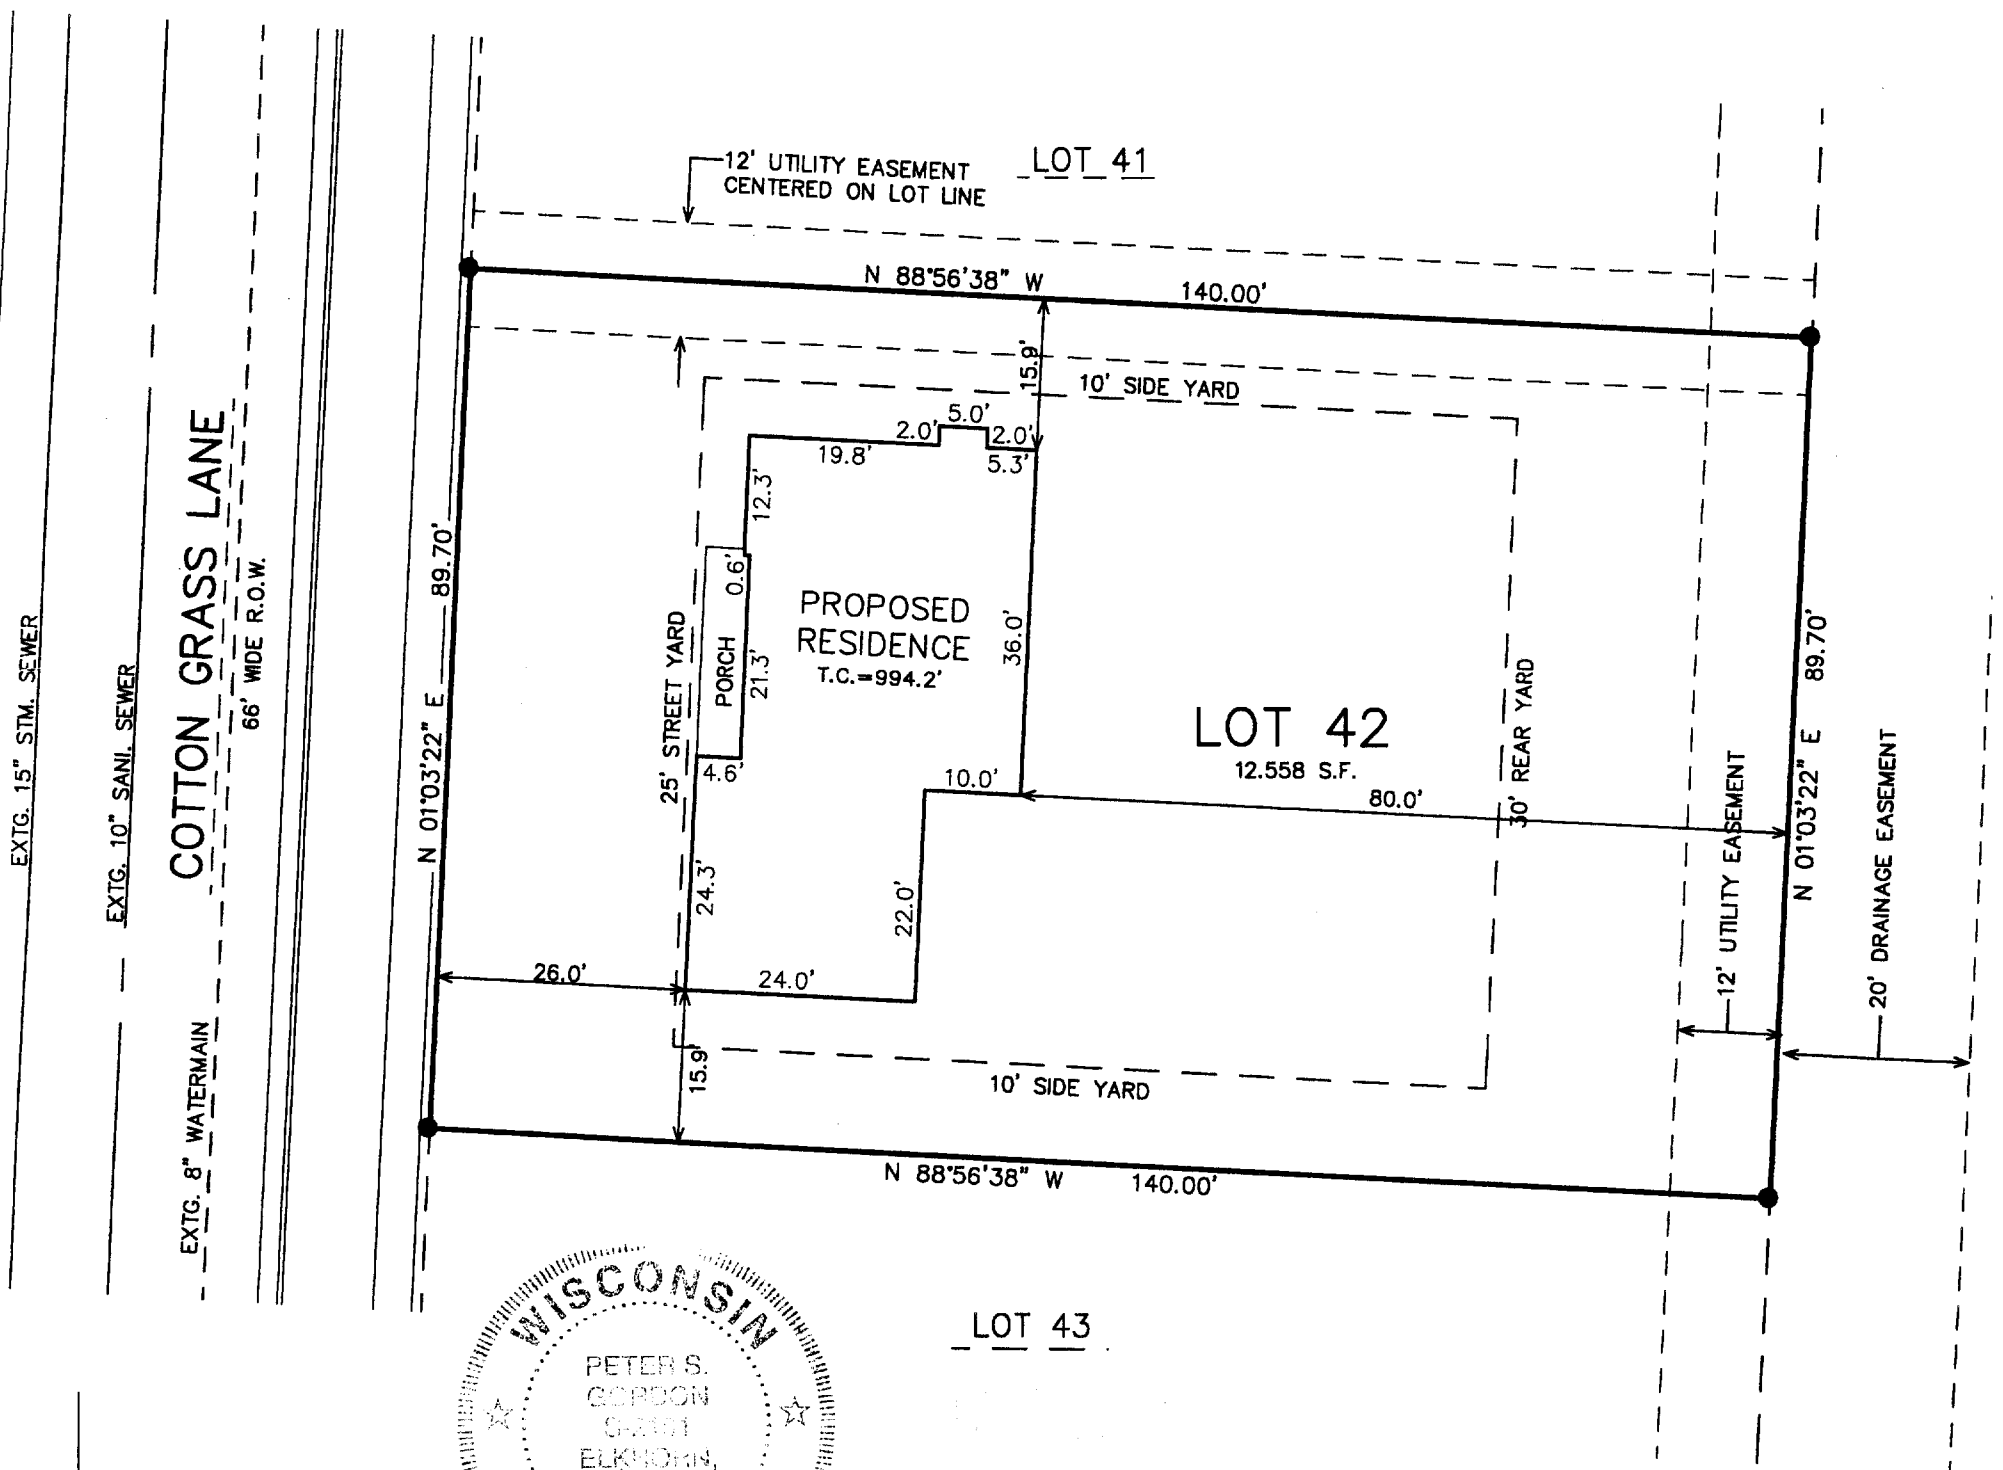 LOT 41
12' UTILITY EASEMENT
CENTERED ON LOT LINE
N 88°56'38" W 140.00'
15.9'
10' SIDE YARD
5.0'
2.0'
2.0'
19.8'
5.3'
12.3'
0.6'
PORCH
21.3'
4.6'
24.3'
25' STREET YARD
PROPOSED
RESIDENCE
T.C.=994.2'
36.0'
10.0'
22.0'
24.0'
26.0'
15.9'
LOT 42
12.558 S.F.
80.0'
30' REAR YARD
10' SIDE YARD
N 88°56'38" W 140.00'
N 01°03'22" E 89.70'
N 01°03'22" E 89.70'
12' UTILITY EASEMENT
20' DRAINAGE EASEMENT
COTTON GRASS LANE
66' WIDE R.O.W.
EXTG. 15" STM. SEWER
EXTG. 10" SANI. SEWER
EXTG. 8" WATERMAIN
LOT 43
WISCONSIN
PETER S.
GORDON
ELKHORN,